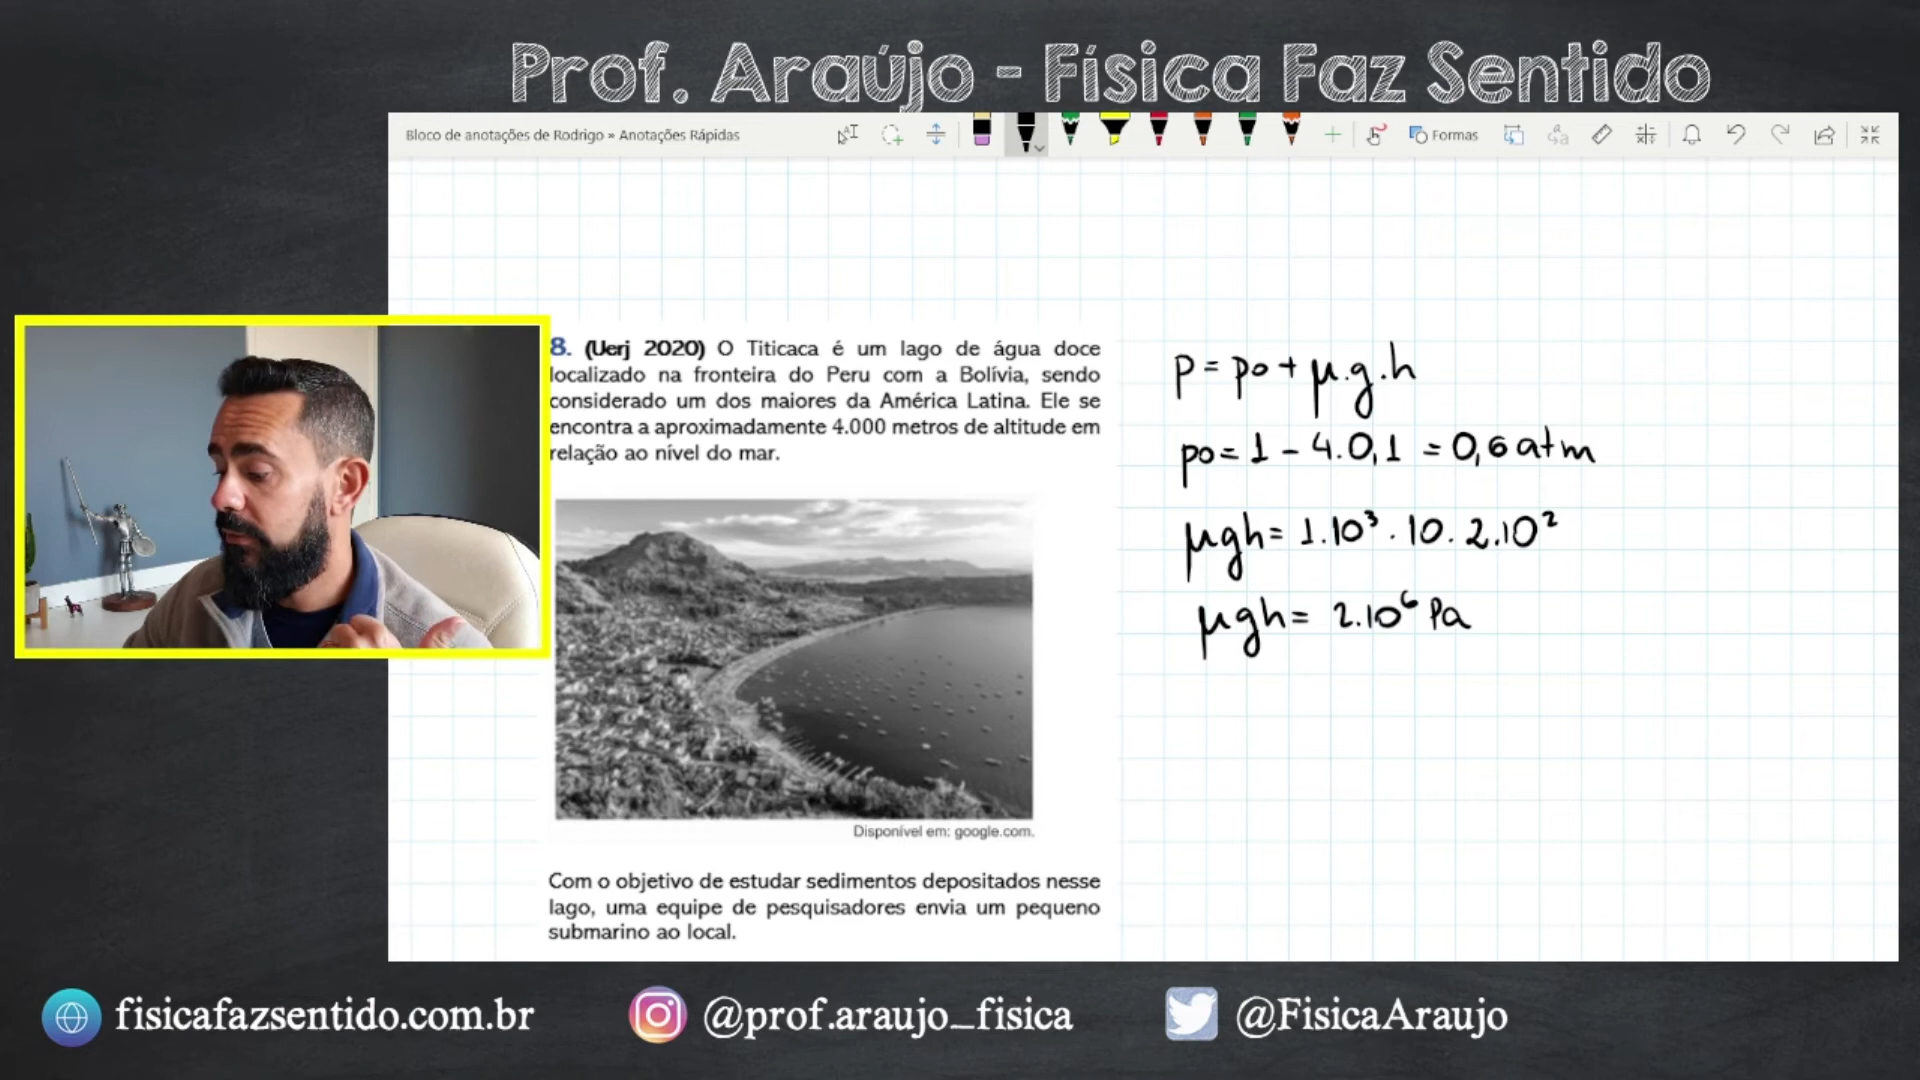 Prof. Araújo - Física Faz Sentido
Bloco de anotações de Rodrigo » Anotações Rápidas
Formas
8. (Uerj 2020) O Titicaca é um lago de água doce
localizado na fronteira do Peru com a Bolívia, sendo
considerado um dos maiores da América Latina. Ele se
encontra a aproximadamente 4.000 metros de altitude em
relação ao nível do mar.
Disponível em: google.com.
Com o objetivo de estudar sedimentos depositados nesse
lago, uma equipe de pesquisadores envia um pequeno
submarino ao local.
p = po + μ.g.h
po = 1 - 4.0,1 = 0,6 atm
μgh = 1.10³ . 10. 2.10²
μgh = 2.10⁶ Pa
fisicafazsentido.com.br
@prof.araujo_fisica
@FisicaAraujo